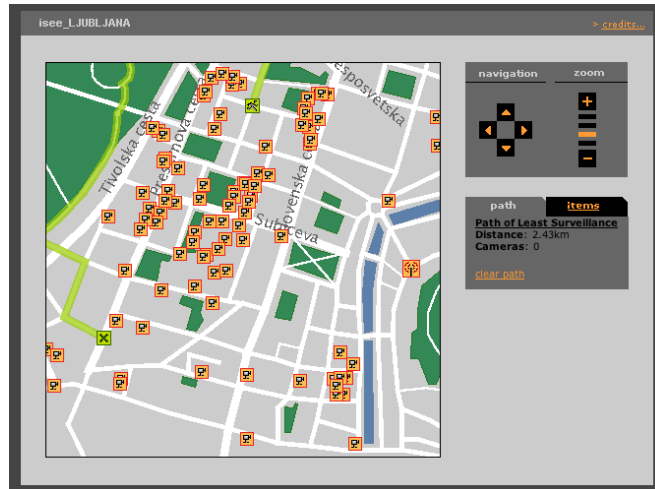 isee_LJUBLJANA
> credits...
navigation
zoom
path
items
Path of Least Surveillance
Distance: 2.43km
Cameras: 0
clear path
Tivolska cesta
Subiceva